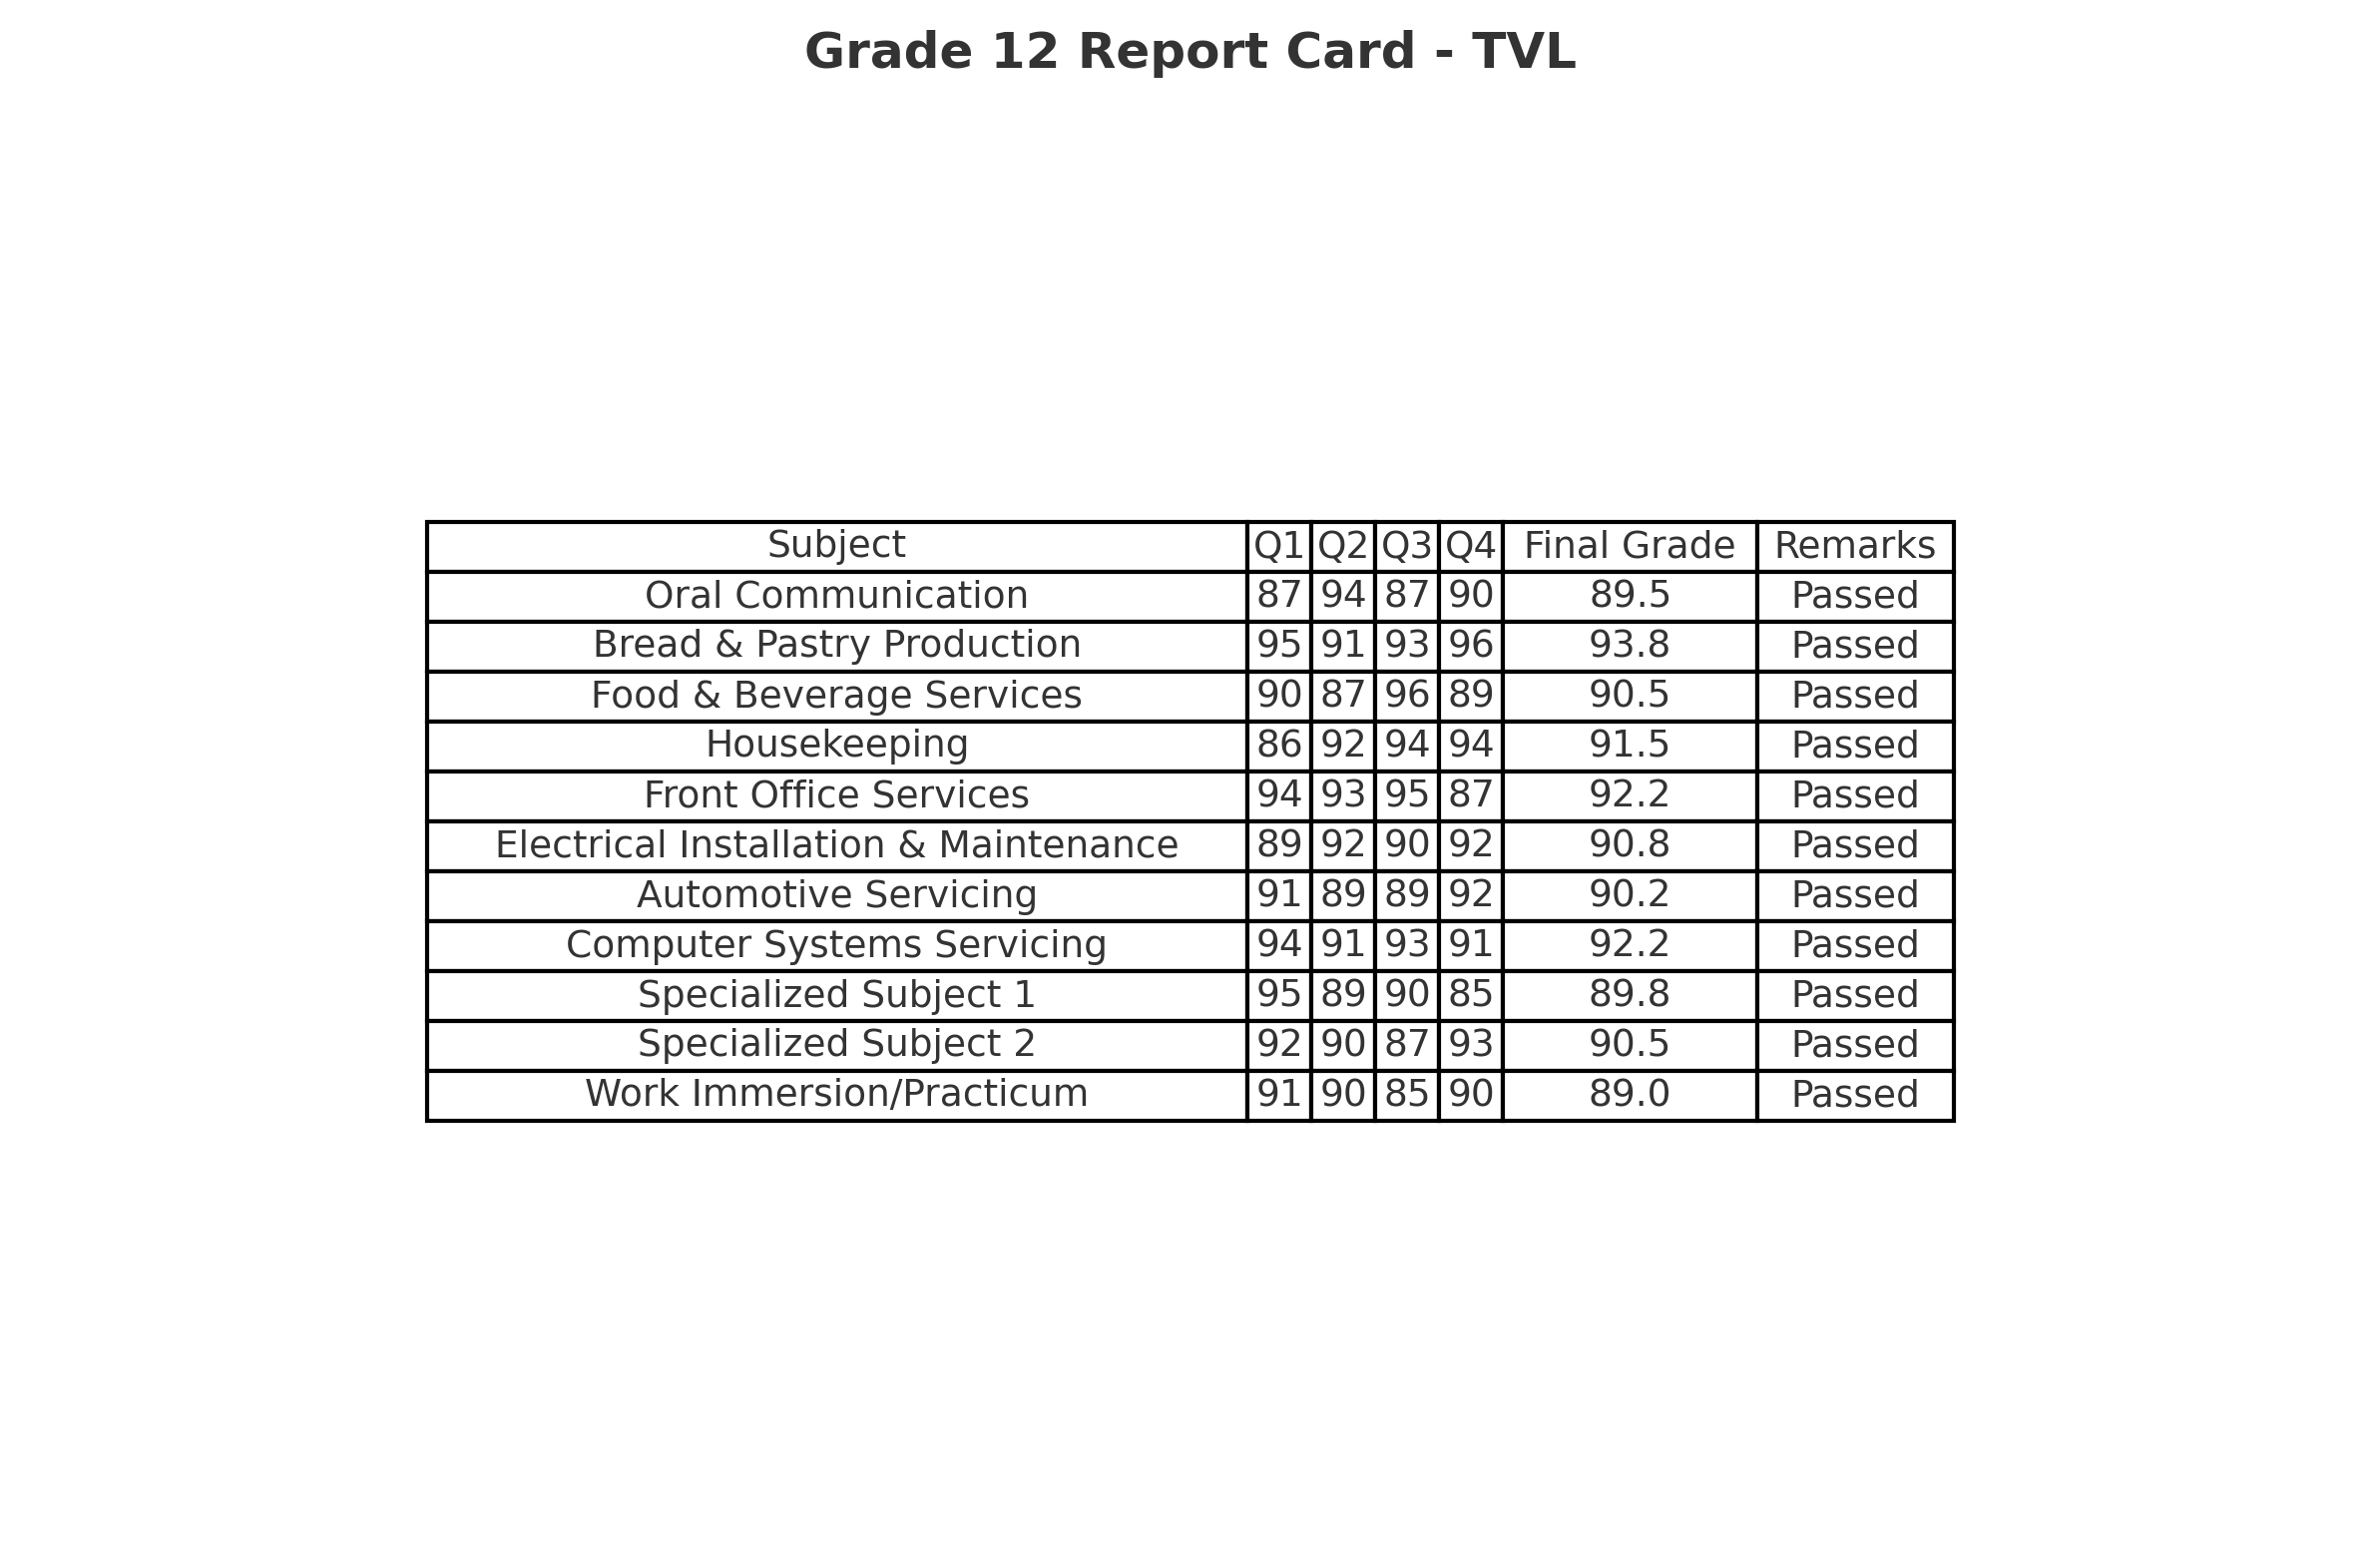 Grade 12 Report Card - TVL
Subject Q1 Q2 Q3 Q4 Final Grade Remarks
Oral Communication 87 94 87 90 89.5 Passed
Bread & Pastry Production 95 91 93 96 93.8 Passed
Food & Beverage Services 90 87 96 89 90.5 Passed
Housekeeping 86 92 94 94 91.5 Passed
Front Office Services 94 93 95 87 92.2 Passed
Electrical Installation & Maintenance 89 92 90 92 90.8 Passed
Automotive Servicing 91 89 89 92 90.2 Passed
Computer Systems Servicing 94 91 93 91 92.2 Passed
Specialized Subject 1 95 89 90 85 89.8 Passed
Specialized Subject 2 92 90 87 93 90.5 Passed
Work Immersion/Practicum 91 90 85 90 89.0 Passed